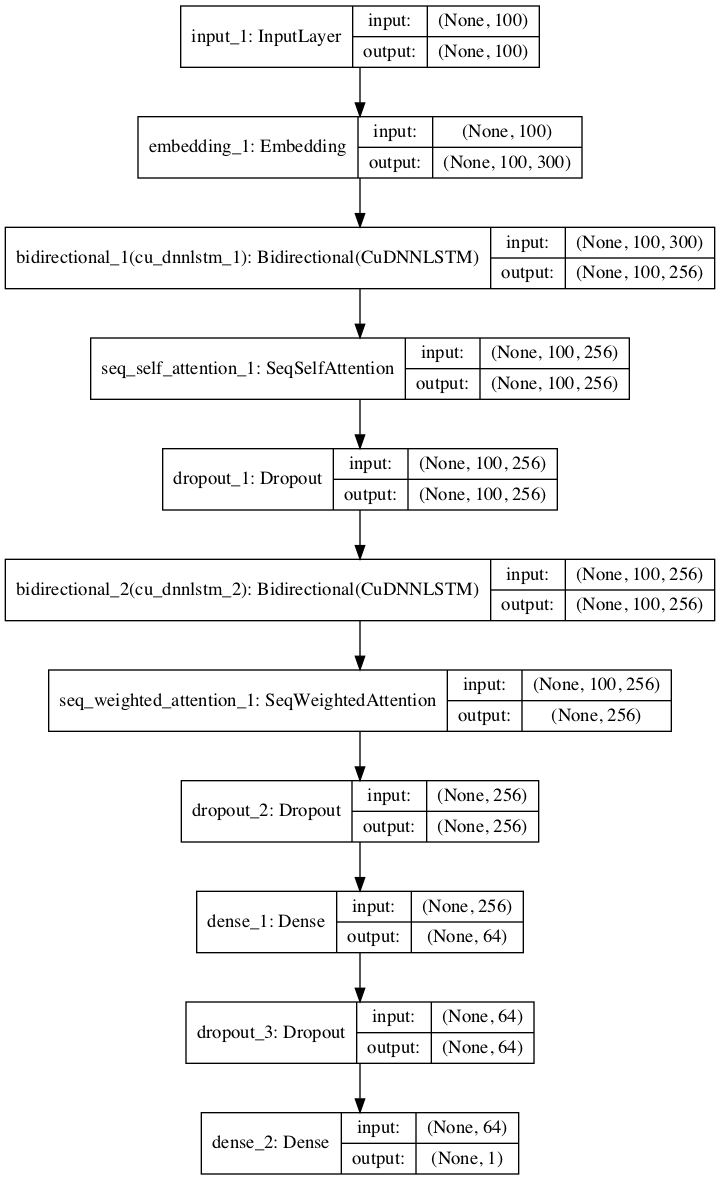 input_1: InputLayer
input: (None, 100)
output: (None, 100)
embedding_1: Embedding
input: (None, 100)
output: (None, 100, 300)
bidirectional_1(cu_dnnlstm_1): Bidirectional(CuDNNLSTM)
input: (None, 100, 300)
output: (None, 100, 256)
seq_self_attention_1: SeqSelfAttention
input: (None, 100, 256)
output: (None, 100, 256)
dropout_1: Dropout
input: (None, 100, 256)
output: (None, 100, 256)
bidirectional_2(cu_dnnlstm_2): Bidirectional(CuDNNLSTM)
input: (None, 100, 256)
output: (None, 100, 256)
seq_weighted_attention_1: SeqWeightedAttention
input: (None, 100, 256)
output: (None, 256)
dropout_2: Dropout
input: (None, 256)
output: (None, 256)
dense_1: Dense
input: (None, 256)
output: (None, 64)
dropout_3: Dropout
input: (None, 64)
output: (None, 64)
dense_2: Dense
input: (None, 64)
output: (None, 1)